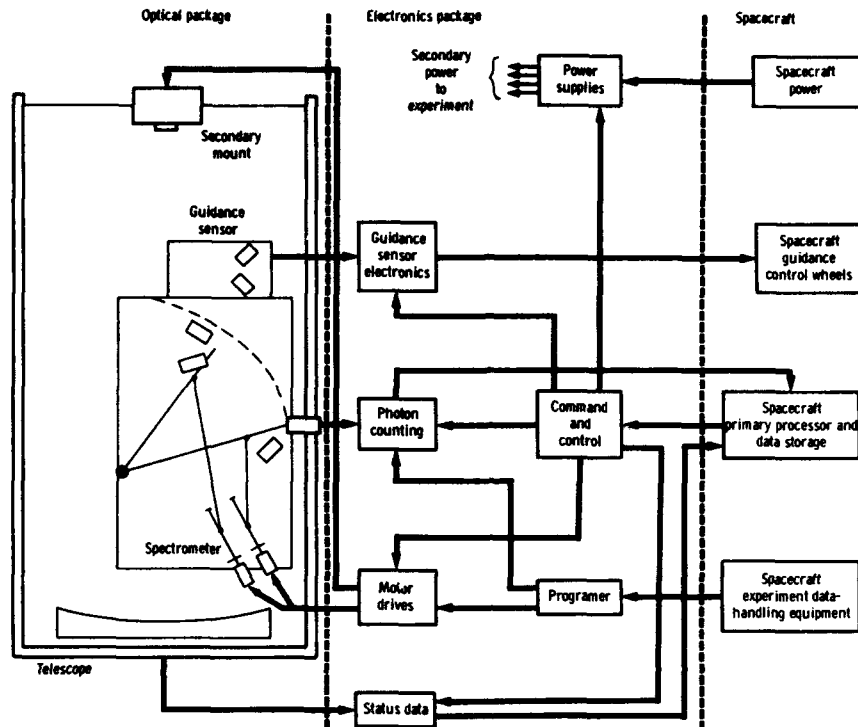 Optical package
Electronics package
Spacecraft
Secondary
power
to
experiment
Power
supplies
Spacecraft
power
Secondary
mount
Guidance
sensor
Guidance
sensor
electronics
Spacecraft
guidance
control wheels
Photon
counting
Command
and
control
Spacecraft
primary processor and
data storage
Spectrometer
Motor
drives
Programer
Spacecraft
experiment data-
handling equipment
Telescope
Status data